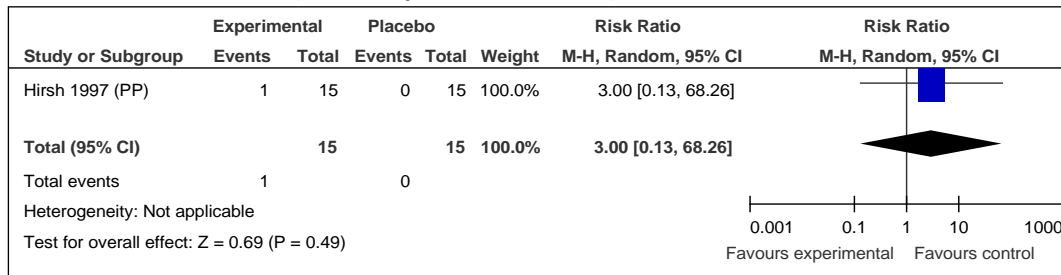 Experimental Placebo Risk Ratio Risk Ratio
Study or Subgroup Events Total Events Total Weight M-H, Random, 95% CI M-H, Random, 95% CI
Hirsh 1997 (PP) 1 15 0 15 100.0% 3.00 [0.13, 68.26]
Total (95% CI) 15 15 100.0% 3.00 [0.13, 68.26]
Total events 1 0
Heterogeneity: Not applicable
Test for overall effect: Z = 0.69 (P = 0.49)
0.001 0.1 1 10 1000
Favours experimental Favours control